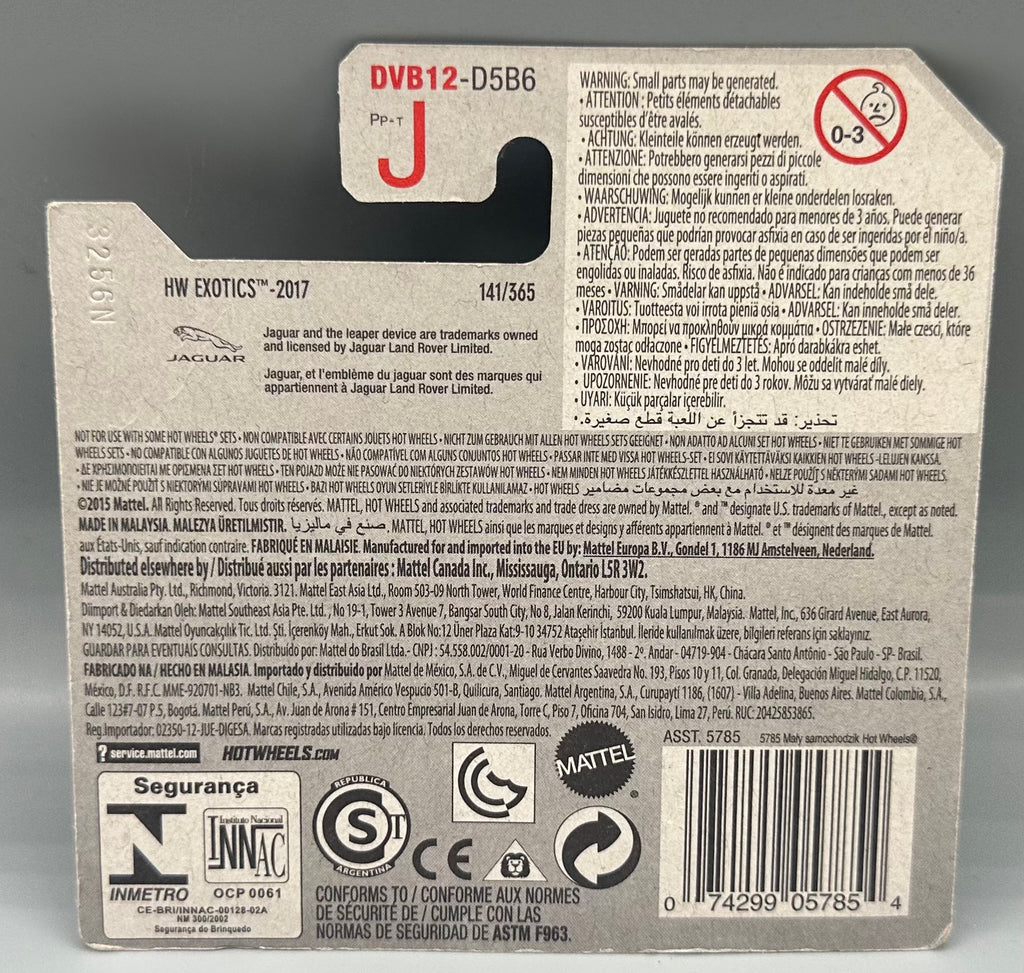 DVB12-D5B6
PP-T
J
0-3
WARNING: Small parts may be generated.
• ATTENTION : Petits éléments détachables
susceptibles d'être avalés.
• ACHTUNG: Kleinteile können erzeugt werden.
• ATTENZIONE: Potrebbero generarsi pezzi di piccole
dimensioni che possono essere ingeriti o aspirati.
• WAARSCHUWING: Mogelijk kunnen er kleine onderdelen losraken.
• ADVERTENCIA: Juguete no recomendado para menores de 3 años. Puede generar
piezas pequeñas que podrían provocar asfixia en caso de ser ingeridas por el niño/a.
• ATENÇÃO: Podem ser geradas partes de pequenas dimensões que podem ser
engolidas ou inaladas. Risco de asfixia. Não é indicado para crianças com menos de 36
meses • VARNING: Smådelar kan uppstå • ADVARSEL: Kan indeholde små dele.
• VAROITUS: Tuotteesta voi irrota pieniä osia • ADVARSEL: Kan inneholde små deler.
• ΠΡΟΣΟΧΗ: Μπορεί να προκληθούν μικρά κομμάτια • OSTRZEŻENIE: Małe części, które
mogą zostać odłączone • FIGYELMEZTETÉS: Apró darabkákra eshet.
• VAROVÁNÍ: Nevhodné pro deti do 3 let. Mohou se oddelit malé díly.
• UPOZORNENIE: Nevhodné pre deti do 3 rokov. Môžu sa vytvárať malé diely.
• UYARI: Küçük parçalar içerebilir.
تحذير: قد تتجزأ عن اللعبة قطع صغيرة.•
3256N
HW EXOTICS™-2017 141/365
JAGUAR
Jaguar and the leaper device are trademarks owned
and licensed by Jaguar Land Rover Limited.
Jaguar, et l'emblème du jaguar sont des marques qui
appartiennent à Jaguar Land Rover Limited.
NOT FOR USE WITH SOME HOT WHEELS® SETS • NON COMPATIBLE AVEC CERTAINS JOUETS HOT WHEELS • NICHT ZUM GEBRAUCH MIT ALLEN HOT WHEELS SETS GEEIGNET • NON ADATTO AD ALCUNI SET HOT WHEELS • NIET TE GEBRUIKEN MET SOMMIGE HOT
WHEELS SETS • NO COMPATIBLE CON ALGUNOS JUGUETES DE HOT WHEELS • NÃO COMPATÍVEL COM ALGUNS CONJUNTOS HOT WHEELS • PASSAR INTE MED VISSA HOT WHEELS-SET • EI SOVI KÄYTETTÄVÄKSI KAIKKIEN HOT WHEELS -LELUJEN KANSSA.
• ΔΕ ΧΡΗΣΙΜΟΠΟΙΕΙΤΑΙ ΜΕ ΟΡΙΣΜΕΝΑ ΣΕΤ HOT WHEELS • TEN POJAZD MOŻE NIE PASOWAĆ DO NIEKTÓRYCH ZESTAWÓW HOT WHEELS • NEM MINDEN HOT WHEELS JÁTÉKKÉSZLETTEL HASZNÁLHATÓ • NELZE POUŽÍT S NĚKTERÝMI SADAMI HOT WHEELS.
• NIE JE MOŽNÉ POUŽIŤ S NIEKTORÝMI SÚPRAVAMI HOT WHEELS • BAZI HOT WHEELS OYUN SETLERİYLE BİRLİKTE KULLANILAMAZ • HOT WHEELS غير معدة للاستخدام مع بعض مجموعات مضامير
©2015 Mattel. All Rights Reserved. Tous droits réservés. MATTEL, HOT WHEELS and associated trademarks and trade dress are owned by Mattel. ® and ™ designate U.S. trademarks of Mattel, except as noted.
MADE IN MALAYSIA. MALEZYA ÜRETİLMİSTIR. صنع في ماليزيا. MATTEL, HOT WHEELS ainsi que les marques et designs y afférents appartiennent à Mattel. ® et ™ désignent des marques de Mattel
aux États-Unis, sauf indication contraire. FABRIQUÉ EN MALAISIE. Manufactured for and imported into the EU by: Mattel Europa B.V., Gondel 1, 1186 MJ Amstelveen, Nederland.
Distributed elsewhere by / Distribué aussi par les partenaires : Mattel Canada Inc., Mississauga, Ontario L5R 3W2.
Mattel Australia Pty. Ltd., Richmond, Victoria. 3121. Mattel East Asia Ltd., Room 503-09 North Tower, World Finance Centre, Harbour City, Tsimshatsui, HK, China.
Diimport & Diedarkan Oleh: Mattel Southeast Asia Pte. Ltd. , No 19-1, Tower 3 Avenue 7, Bangsar South City, No 8, Jalan Kerinchi, 59200 Kuala Lumpur, Malaysia. Mattel, Inc., 636 Girard Avenue, East Aurora,
NY 14052, U.S.A. Mattel Oyuncakçılık Tic. Ltd. Şti. İçerenköy Mah., Erkut Sok. A Blok No:12 Üner Plaza Kat:9-10 34752 Ataşehir İstanbul. İleride kullanılmak üzere, bilgileri referans için saklayınız.
GUARDAR PARA EVENTUAIS CONSULTAS. Distribuído por: Mattel do Brasil Ltda.- CNPJ : 54.558.002/0001-20 - Rua Verbo Divino, 1488 - 2º. Andar - 04719-904 - Chácara Santo Antônio - São Paulo - SP- Brasil.
FABRICADO NA / HECHO EN MALASIA. Importado y distribuido por Mattel de México, S.A. de C.V., Miguel de Cervantes Saavedra No. 193, Pisos 10 y 11, Col. Granada, Delegación Miguel Hidalgo, C.P. 11520,
México, D.F. R.F.C. MME-920701-NB3. Mattel Chile, S.A., Avenida Américo Vespucio 501-B, Quilicura, Santiago. Mattel Argentina, S.A., Curupaytí 1186, (1607) - Villa Adelina, Buenos Aires. Mattel Colombia, S.A.,
Calle 123#7-07 P.5, Bogotá. Mattel Perú, S.A., Av. Juan de Arona # 151, Centro Empresarial Juan de Arona, Torre C, Piso 7, Oficina 704, San Isidro, Lima 27, Perú. RUC: 20425853865.
Reg.Importador: 02350-12-JUE-DIGESA. Marcas registradas utilizadas bajo licencia. Todos los derechos reservados.
? service.mattel.com HOTWHEELS.COM
MATTEL ®
ASST. 5785 5785 Mały samochodzik Hot Wheels®
Segurança
INMETRO
Instituto Nacional
INNAC
OCP 0061
CE-BRI/INNAC-00128-02A
NM 300/2002
Segurança do Brinquedo
REPUBLICA
S T
ARGENTINA
CE
CONFORMS TO / CONFORME AUX NORMES
DE SÉCURITÉ DE / CUMPLE CON LAS
NORMAS DE SEGURIDAD DE ASTM F963.
0 74299 05785 4